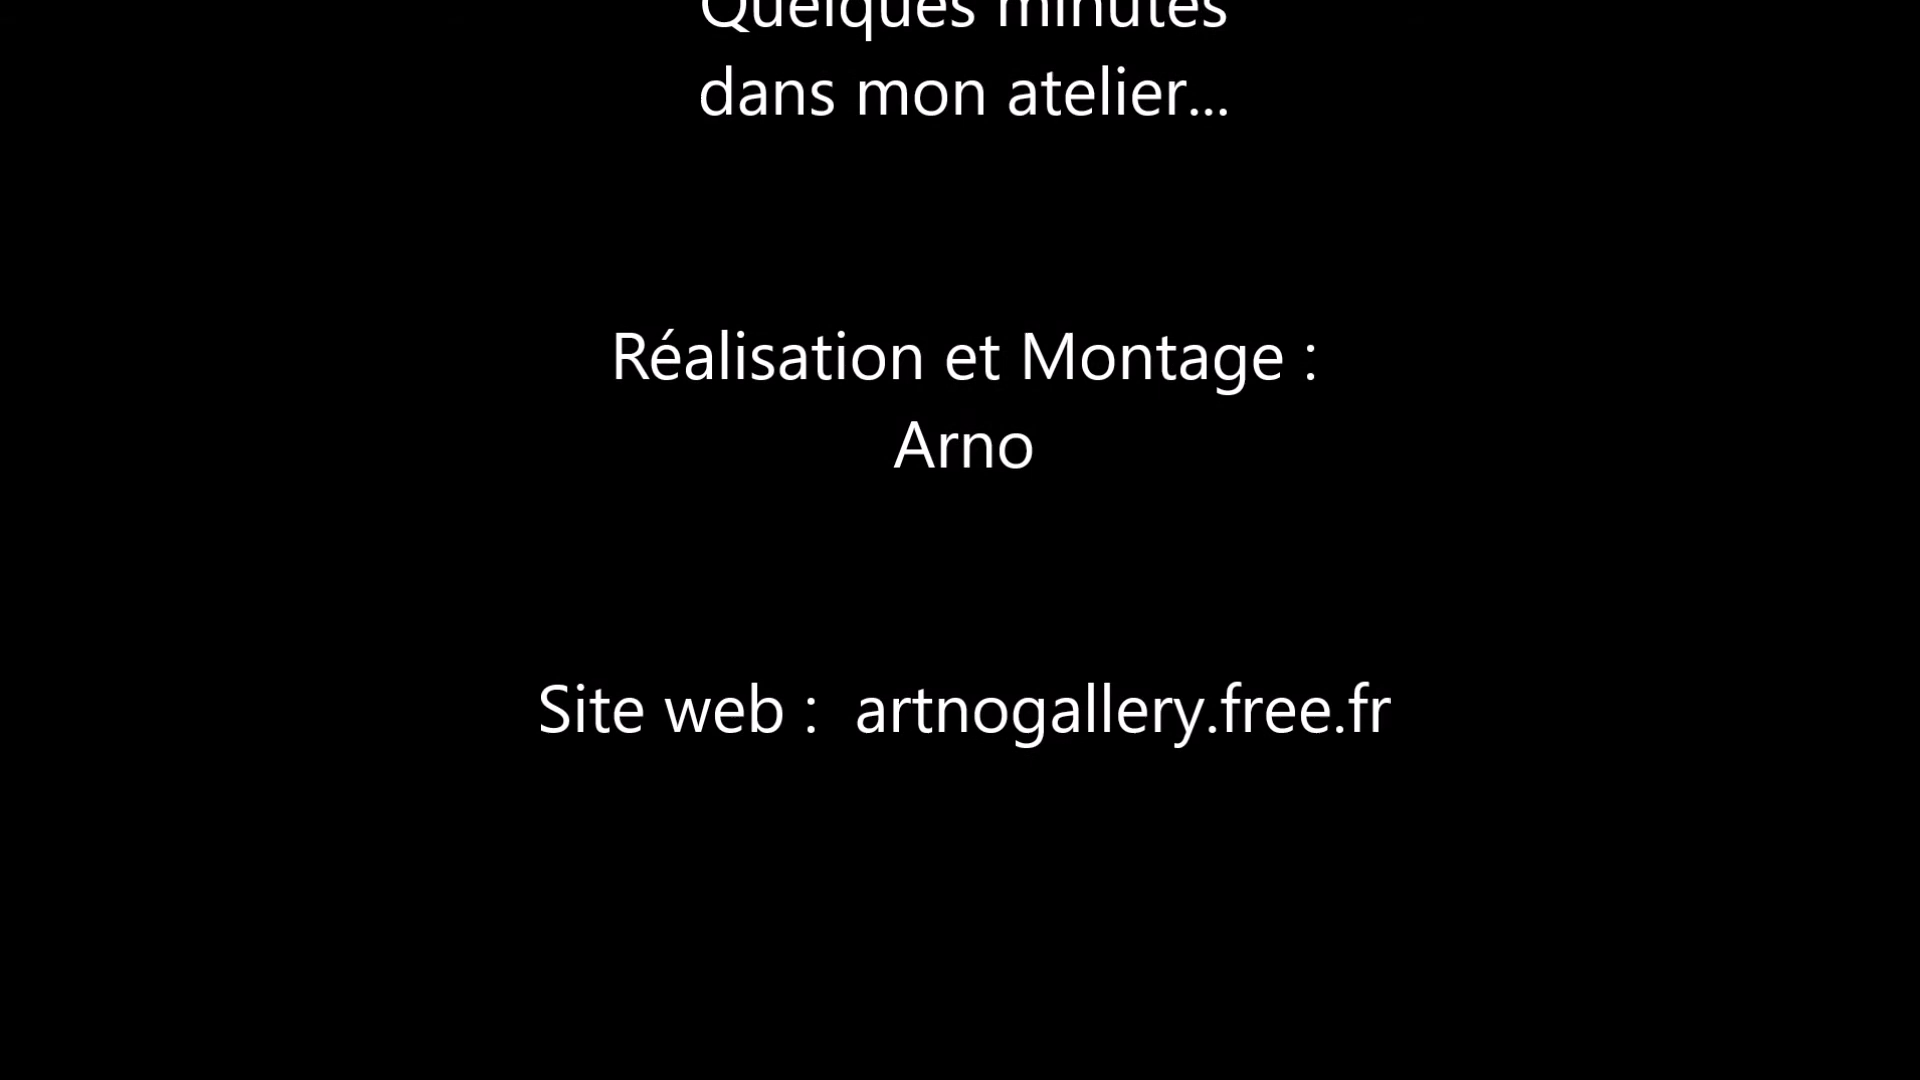 Quelques minutes
dans mon atelier...
Réalisation et Montage :
Arno
Site web :  artnogallery.free.fr